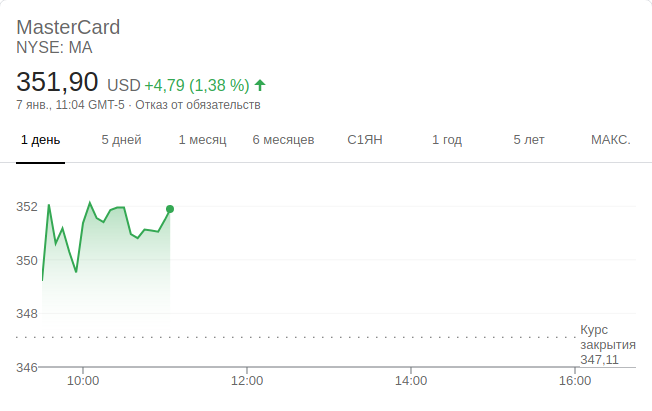 MasterCard
NYSE: MA
351,90 USD +4,79 (1,38 %)
7 янв., 11:04 GMT-5 · Отказ от обязательств
1 день 5 дней 1 месяц 6 месяцев С1ЯН 1 год 5 лет МАКС.
352
350
348
Курс
закрытия
347,11
346
10:00 12:00 14:00 16:00